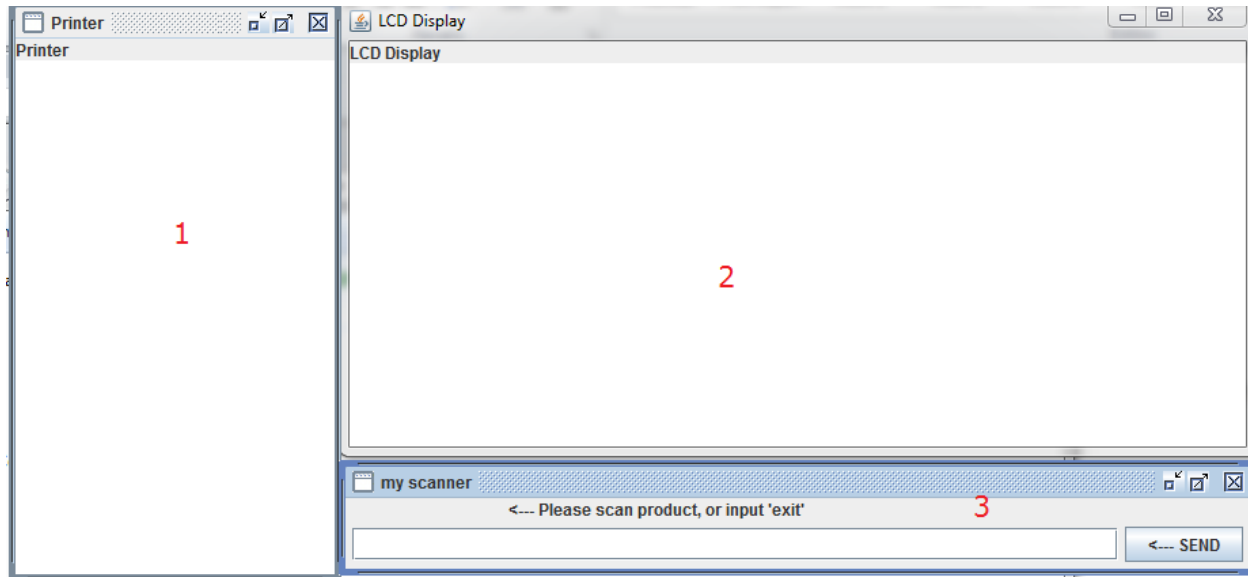 Printer
Printer
1
LCD Display
LCD Display
2
my scanner
<--- Please scan product, or input 'exit'
3
<--- SEND